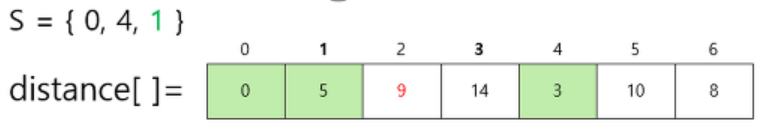 S = { 0, 4, 1 }
0 1 2 3 4 5 6
distance[ ]= 0 5 9 14 3 10 8